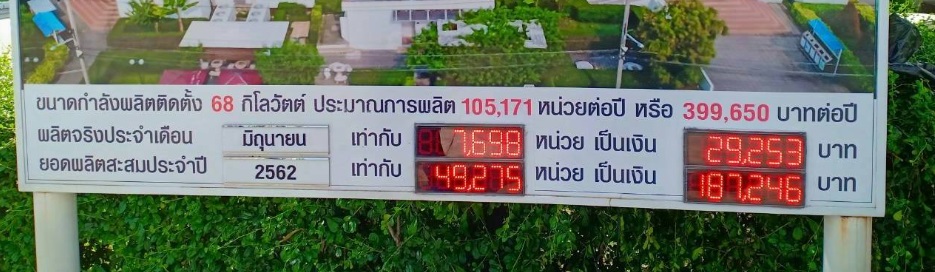 ขนาดกำลังผลิตติดตั้ง 68 กิโลวัตต์ ประมาณการผลิต 105,171 หน่วยต่อปี หรือ 399,650 บาทต่อปี
ผลิตจริงประจำเดือน มิถุนายน เท่ากับ 7,698 หน่วย เป็นเงิน 29,253 บาท
ยอดผลิตสะสมประจำปี 2562 เท่ากับ 49,275 หน่วย เป็นเงิน 187,246 บาท